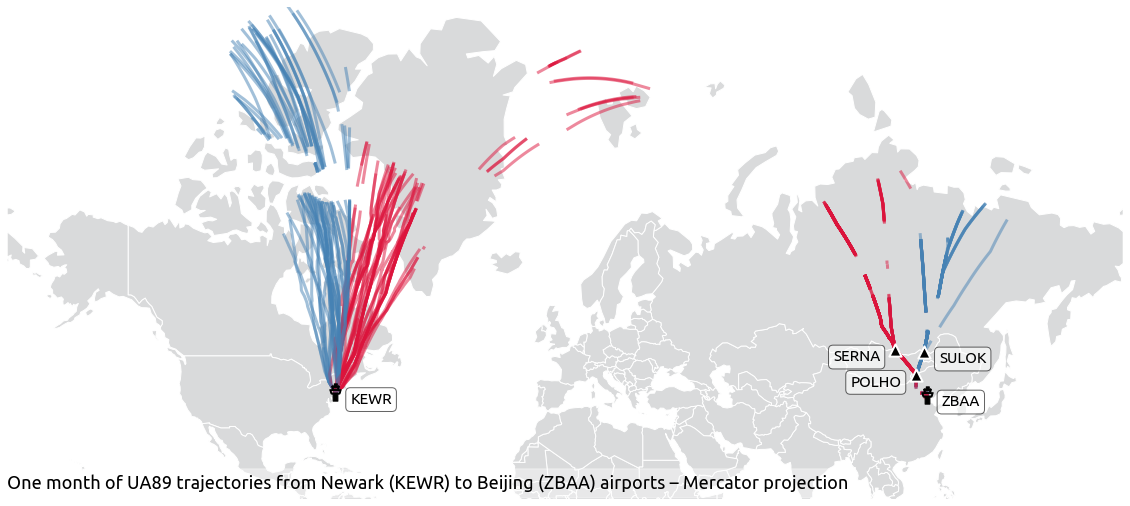 SERNA
SULOK
POLHO
KEWR
ZBAA
One month of UA89 trajectories from Newark (KEWR) to Beijing (ZBAA) airports – Mercator projection